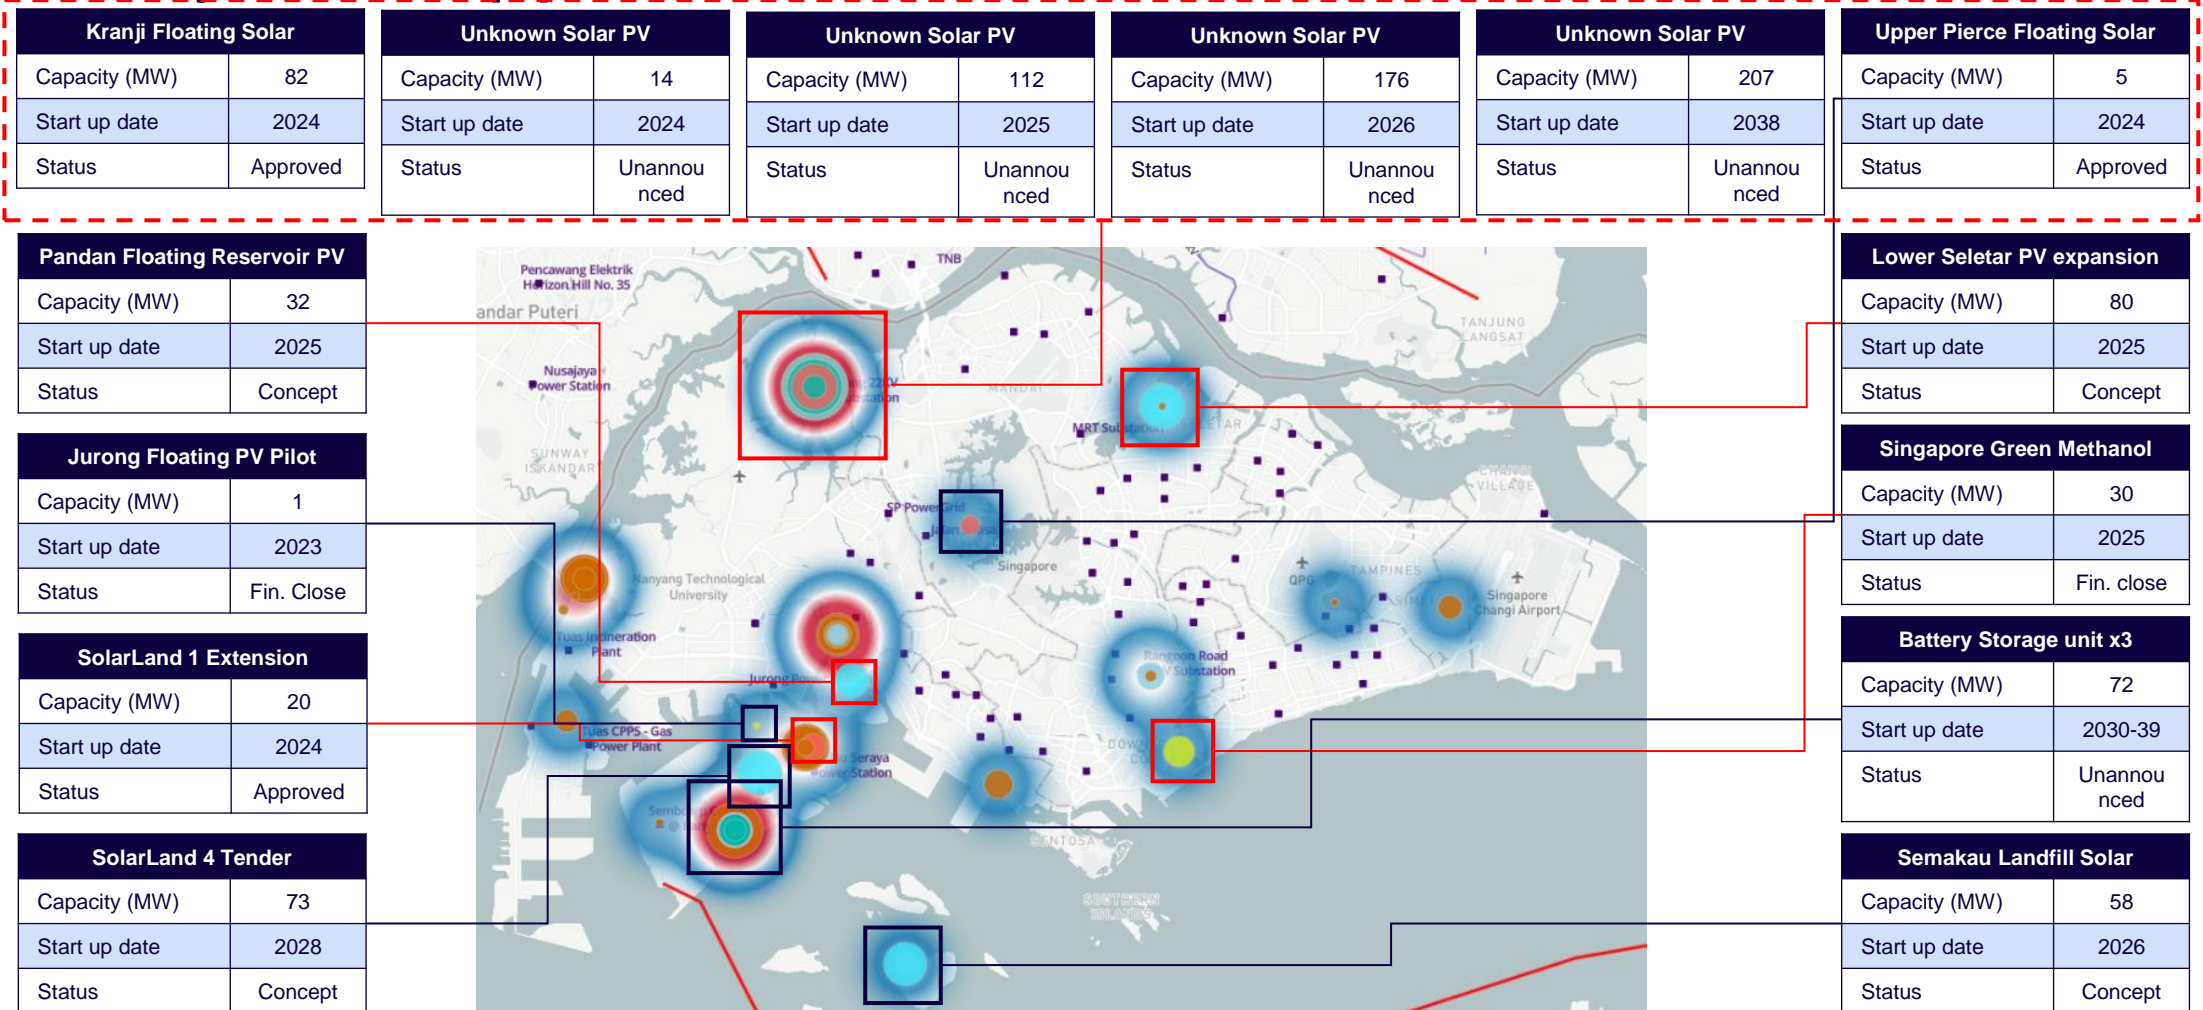 Kranji Floating Solar
Capacity (MW) 82
Start up date 2024
Status Approved
Unknown Solar PV
Capacity (MW) 14
Start up date 2024
Status Unannou
nced
Unknown Solar PV
Capacity (MW) 112
Start up date 2025
Status Unannou
nced
Unknown Solar PV
Capacity (MW) 176
Start up date 2026
Status Unannou
nced
Unknown Solar PV
Capacity (MW) 207
Start up date 2038
Status Unannou
nced
Upper Pierce Floating Solar
Capacity (MW) 5
Start up date 2024
Status Approved
Pandan Floating Reservoir PV
Capacity (MW) 32
Start up date 2025
Status Concept
Jurong Floating PV Pilot
Capacity (MW) 1
Start up date 2023
Status Fin. Close
SolarLand 1 Extension
Capacity (MW) 20
Start up date 2024
Status Approved
SolarLand 4 Tender
Capacity (MW) 73
Start up date 2028
Status Concept
Pencawang Elektrik
Horizon Hill No. 35
andar Puteri
TNB
Nusajaya
Power Station
TANJUNG
LANGSAT
22KV
MANDAI
MRT Substation
SUNWAY
ISKANDAR
CHANGI
VILLAGE
SP PowerGrid
Singapore
Nanyang Technological
University
QPG
TAMPINES
SIMEI
Singapore
Changi Airport
Tuas Incineration
Plant
Rangoon Road
Substation
Tuas CPPS - Gas
Power Plant
Seraya
Power Station
SENTOSA
SOUTHERN
ISLANDS
Lower Seletar PV expansion
Capacity (MW) 80
Start up date 2025
Status Concept
Singapore Green Methanol
Capacity (MW) 30
Start up date 2025
Status Fin. close
Battery Storage unit x3
Capacity (MW) 72
Start up date 2030-39
Status Unannou
nced
Semakau Landfill Solar
Capacity (MW) 58
Start up date 2026
Status Concept